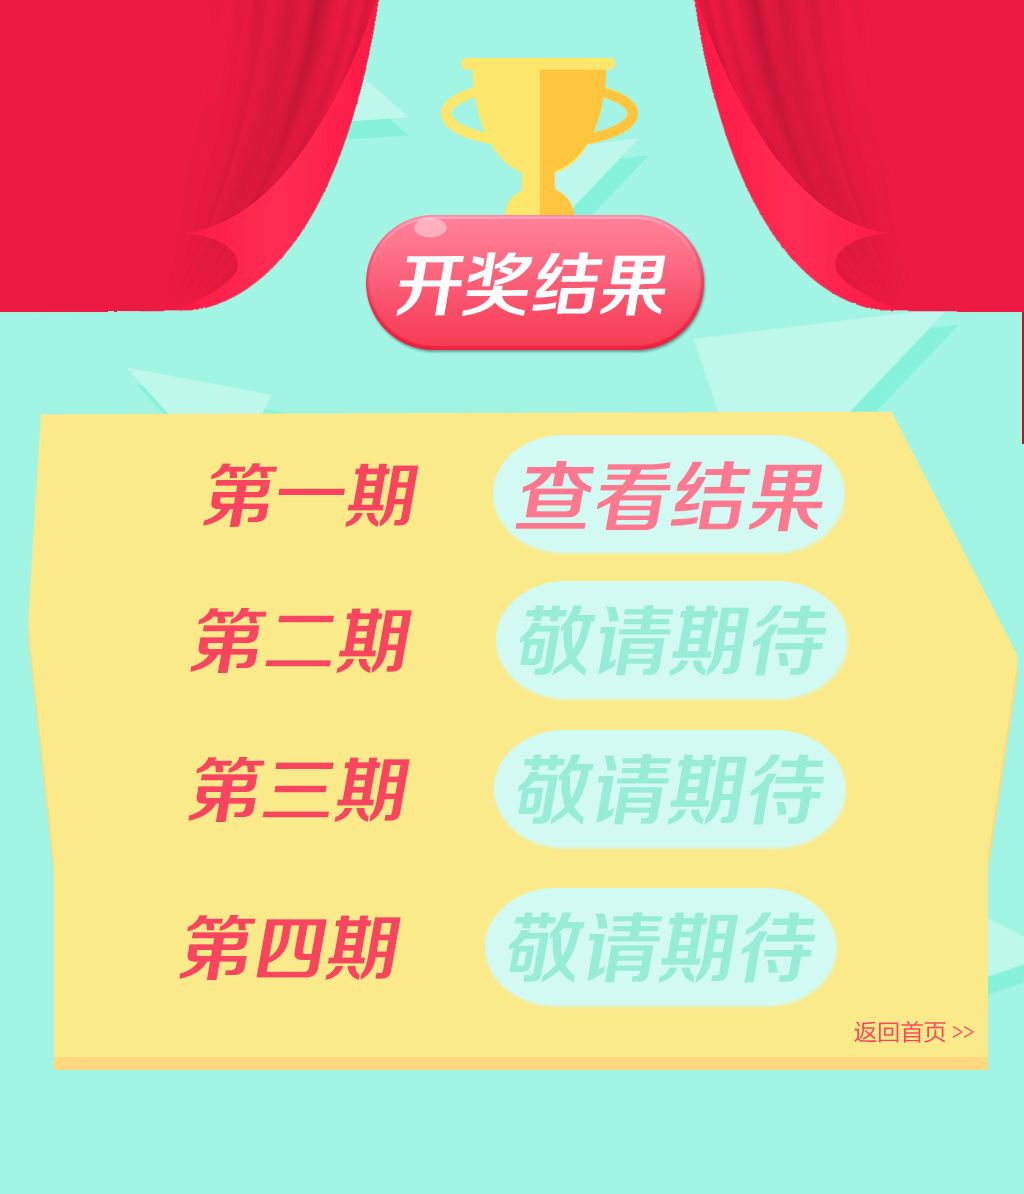 开奖结果
第一期 查看结果
第二期 敬请期待
第三期 敬请期待
第四期 敬请期待
返回首页 >>